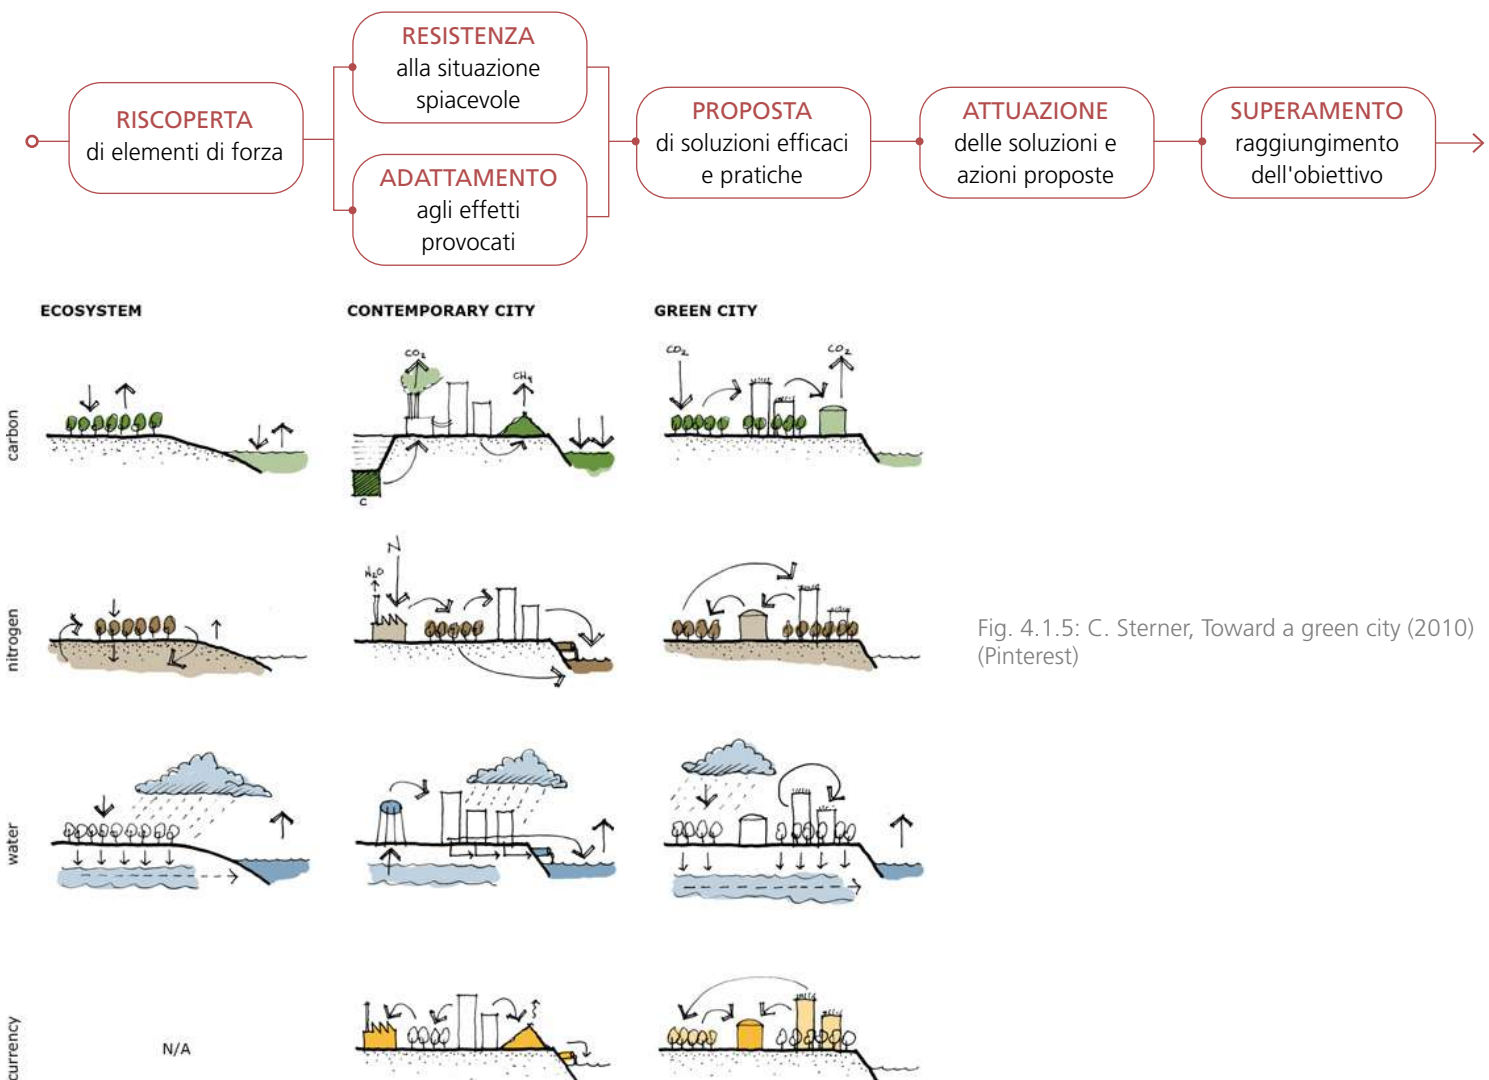 RISCOPERTA
di elementi di forza
RESISTENZA
alla situazione
spiacevole
ADATTAMENTO
agli effetti
provocati
PROPOSTA
di soluzioni efficaci
e pratiche
ATTUAZIONE
delle soluzioni e
azioni proposte
SUPERAMENTO
raggiungimento
dell'obiettivo
ECOSYSTEM
CONTEMPORARY CITY
GREEN CITY
carbon
CO₂
CH₄
C
CO₂
CO₂
nitrogen
N₂O
N
Fig. 4.1.5: C. Sterner, Toward a green city (2010)
(Pinterest)
water
currency
N/A